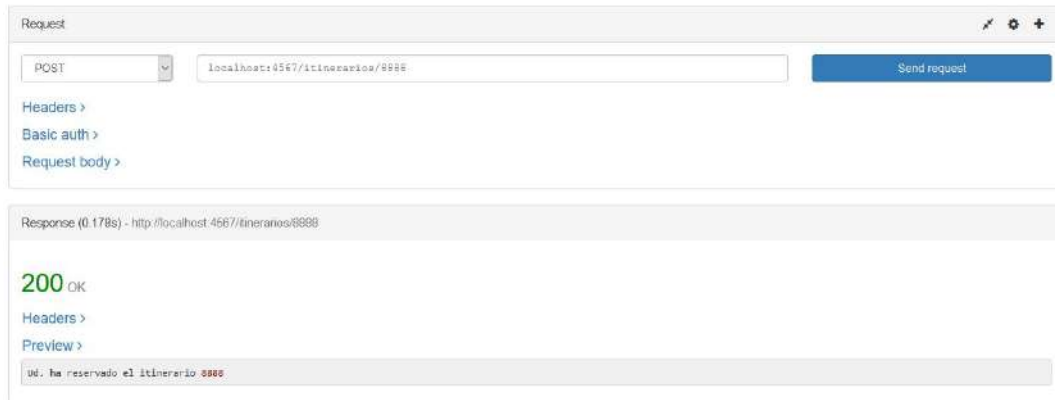 Request
POST
localhost:4567/itinerarios/8888
Send request
Headers >
Basic auth >
Request body >
Response (0.178s) - http://localhost:4567/itinerarios/8888
200 OK
Headers >
Preview >
Ud. ha reservado el itinerario 8888